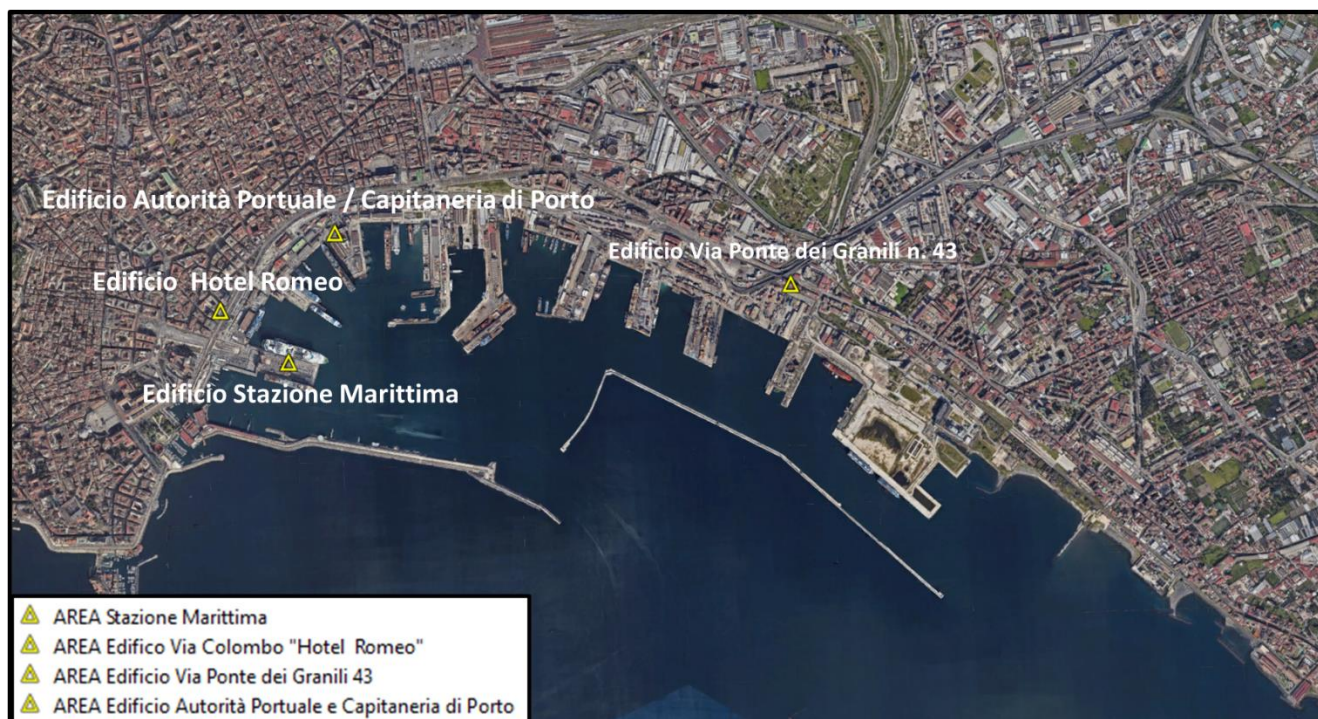 Edificio Autorità Portuale / Capitaneria di Porto
Edificio Via Ponte dei Granili n. 43
Edificio Hotel Romeo
Edificio Stazione Marittima
AREA Stazione Marittima
AREA Edifico Via Colombo "Hotel Romeo"
AREA Edificio Via Ponte dei Granili 43
AREA Edificio Autorità Portuale e Capitaneria di Porto